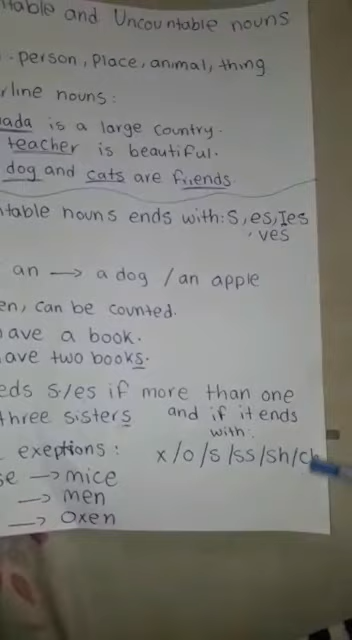 table and Uncountable nouns
- person, place, animal, thing
rline nouns:
ada is a large country.
teacher is beautiful.
dog and cats are friends.
ntable nouns ends with: S, es, Ies
, ves
an → a dog / an apple
en, can be counted.
ave a book.
ave two books.
eds S/es if more than one
three sisters and if it ends
with:
exeptions: x/o/s/ss/sh/ch
se → mice
→ men
→ oxen